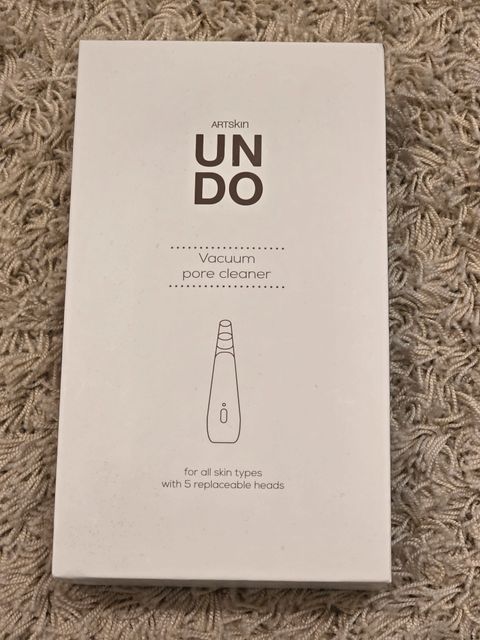 ARTskin
UN
DO
Vacuum
pore cleaner
for all skin types
with 5 replaceable heads